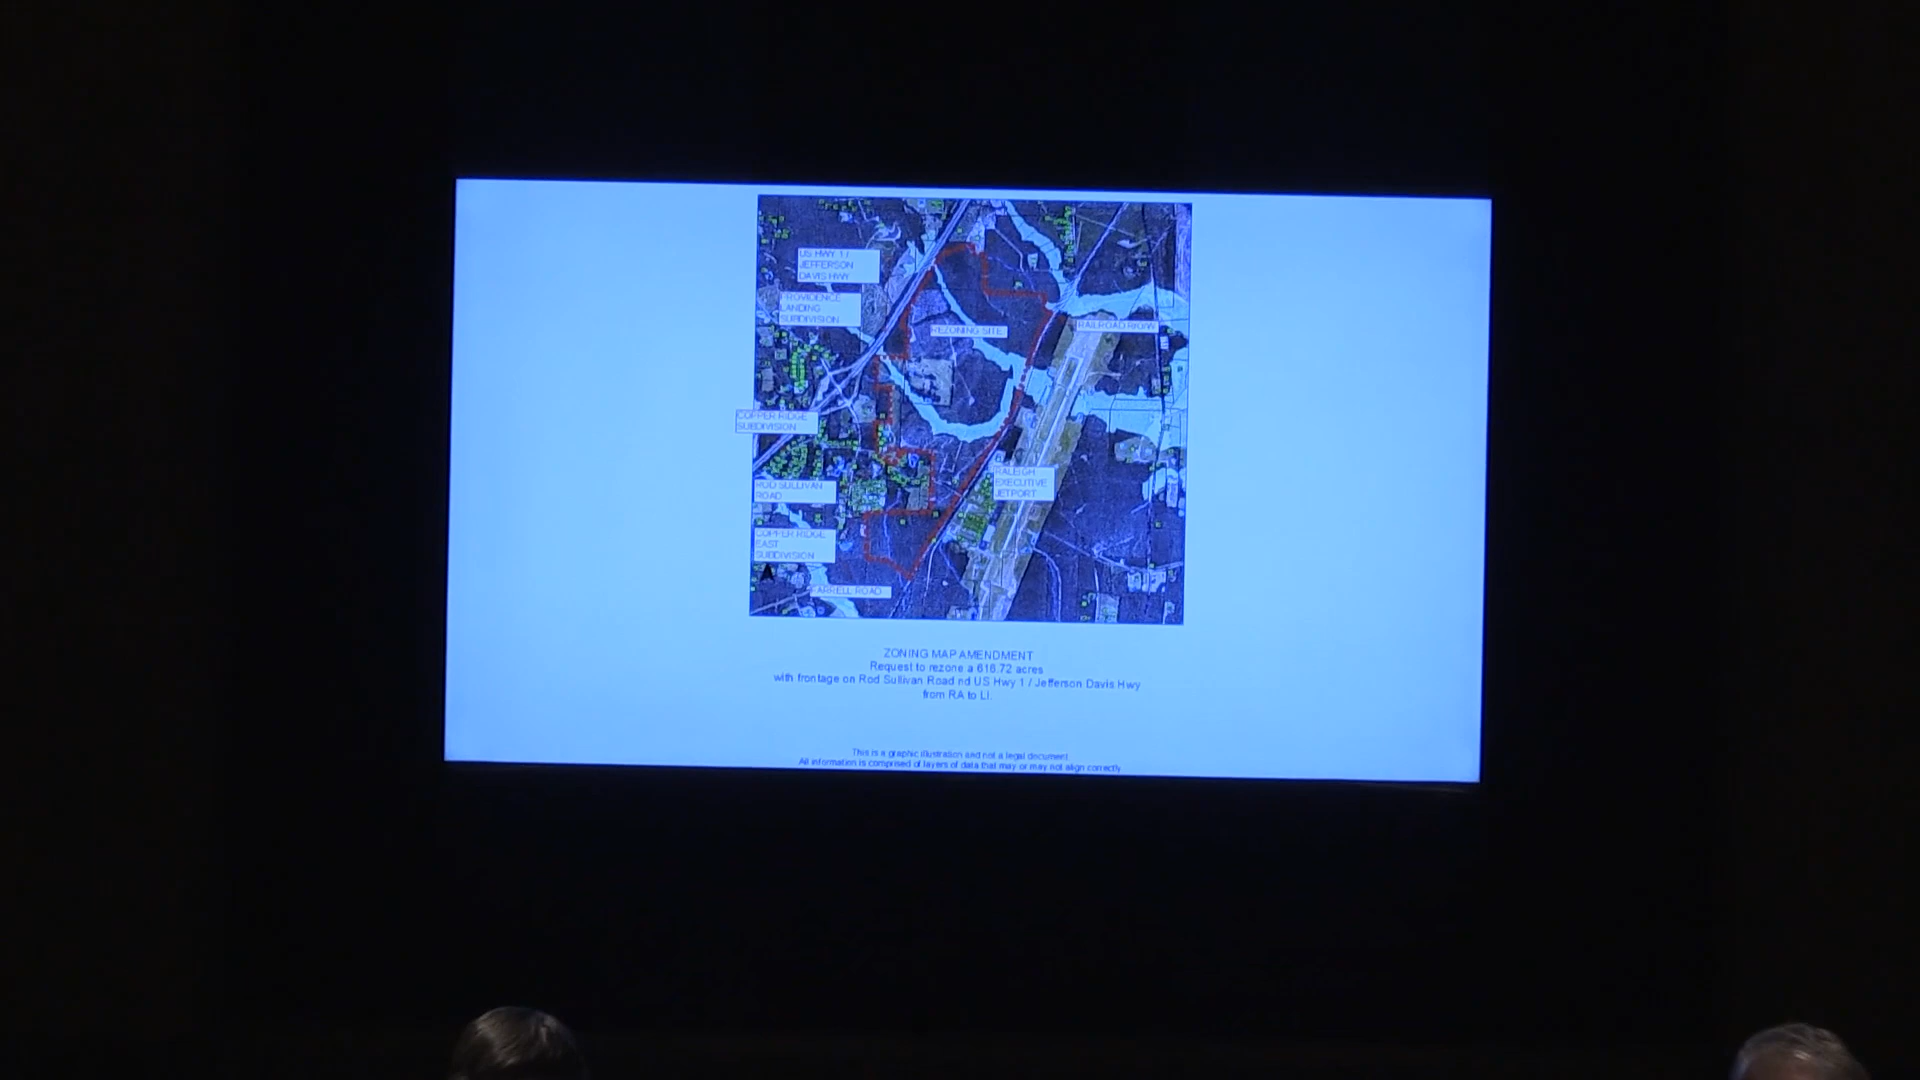 US HWY 1 /
JEFFERSON
DAVIS HWY
PROVIDENCE
LANDING
SUBDIVISION
REZONING SITE
RAILROAD R/O/W
COPPER RIDGE
SUBDIVISION
RALEIGH
EXECUTIVE
JETPORT
ROD SULLIVAN
ROAD
COPPER RIDGE
EAST
SUBDIVISION
FARRELL ROAD
ZONING MAP AMENDMENT
Request to rezone a 616.72 acres
with frontage on Rod Sullivan Road nd US Hwy 1 / Jefferson Davis Hwy
from RA to LI.
This is a graphic illustration and not a legal document
All information is comprised of layers of data that may or may not align correctly